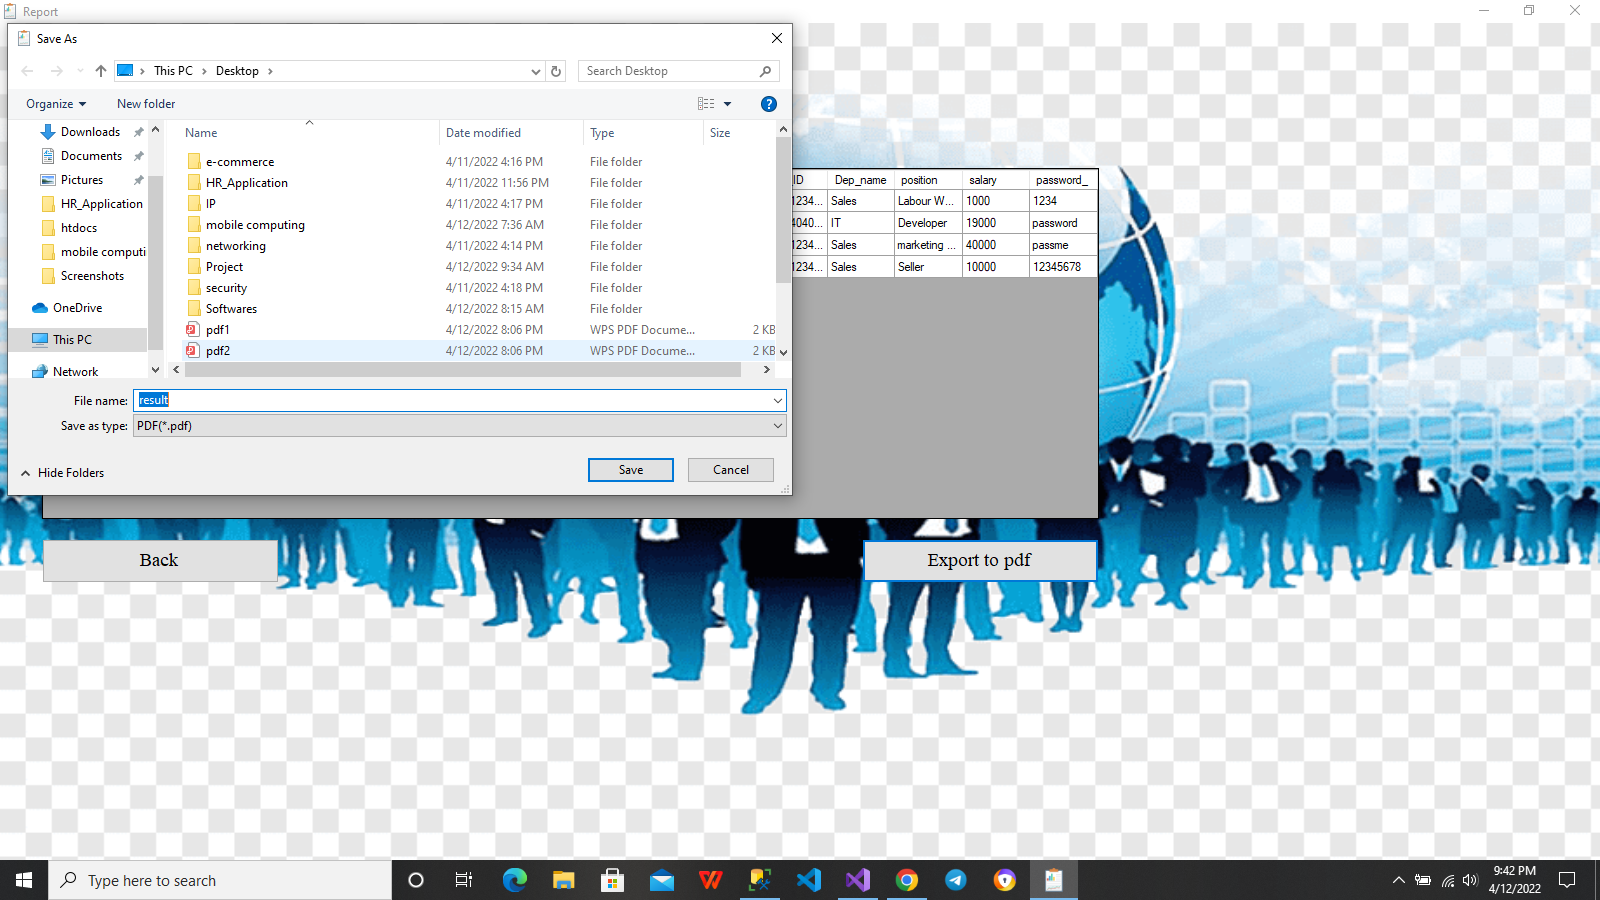 Report
Save As
This PC > Desktop >
Search Desktop
Organize
New folder
Downloads
Documents
Pictures
HR_Application
htdocs
mobile computi
Screenshots
OneDrive
This PC
Network
Name Date modified Type Size
e-commerce 4/11/2022 4:16 PM File folder
HR_Application 4/11/2022 11:56 PM File folder
IP 4/11/2022 4:17 PM File folder
mobile computing 4/12/2022 7:36 AM File folder
networking 4/11/2022 4:14 PM File folder
Project 4/12/2022 9:34 AM File folder
security 4/11/2022 4:18 PM File folder
Softwares 4/12/2022 8:15 AM File folder
pdf1 4/12/2022 8:06 PM WPS PDF Docume... 2 KB
pdf2 4/12/2022 8:06 PM WPS PDF Docume... 2 KB
File name: result
Save as type: PDF(*.pdf)
Hide Folders
Save
Cancel
ID Dep_name position salary password_
1234... Sales Labour W... 1000 1234
4040... IT Developer 19000 password
1234... Sales marketing ... 40000 passme
1234... Sales Seller 10000 12345678
Back
Export to pdf
Type here to search
9:42 PM
4/12/2022